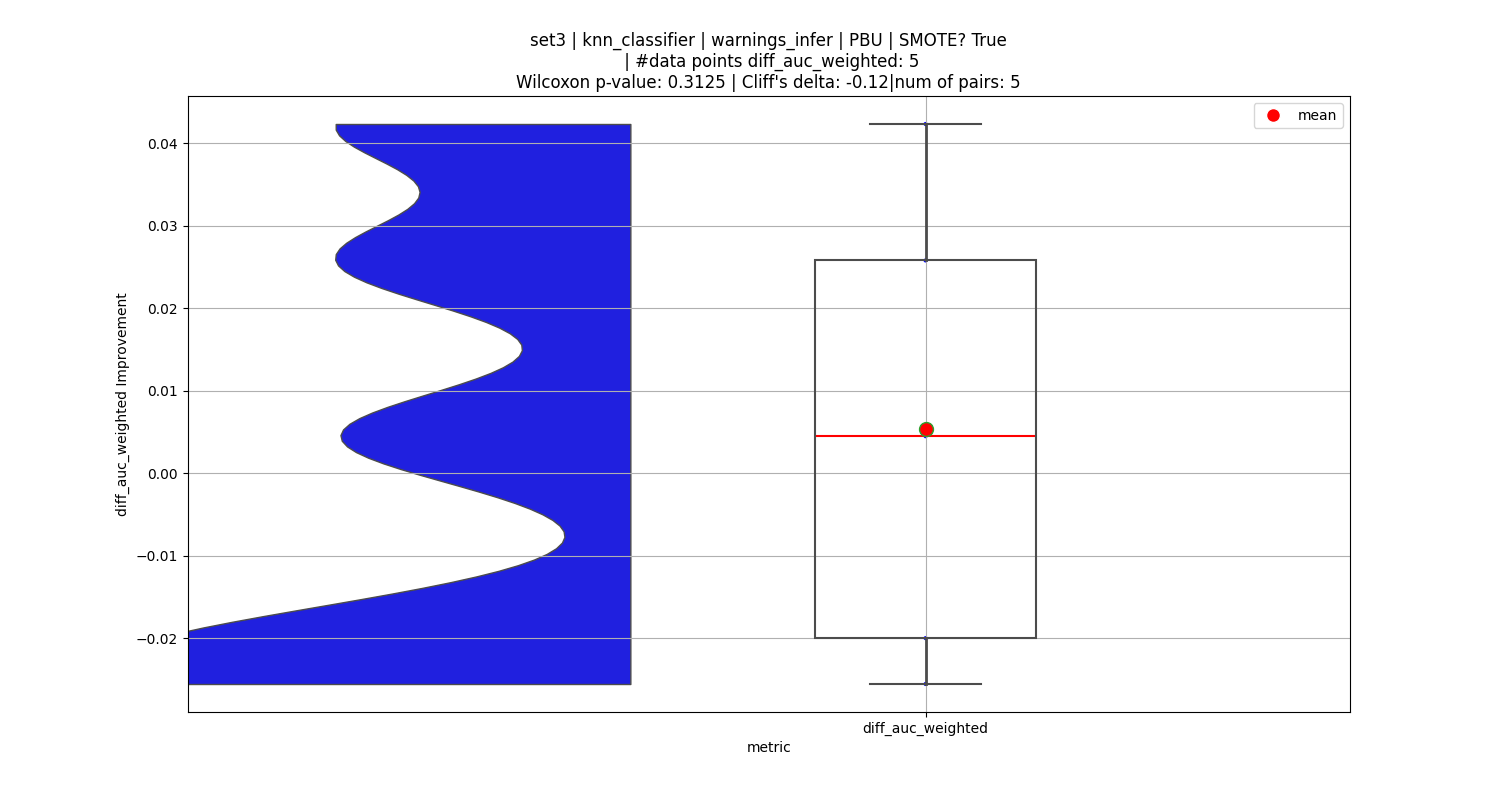 set3 | knn_classifier | warnings_infer | PBU | SMOTE? True
| #data points diff_auc_weighted: 5
Wilcoxon p-value: 0.3125 | Cliff's delta: -0.12|num of pairs: 5
mean
0.04
0.03
0.02
0.01
0.00
−0.01
−0.02
diff_auc_weighted Improvement
diff_auc_weighted
metric